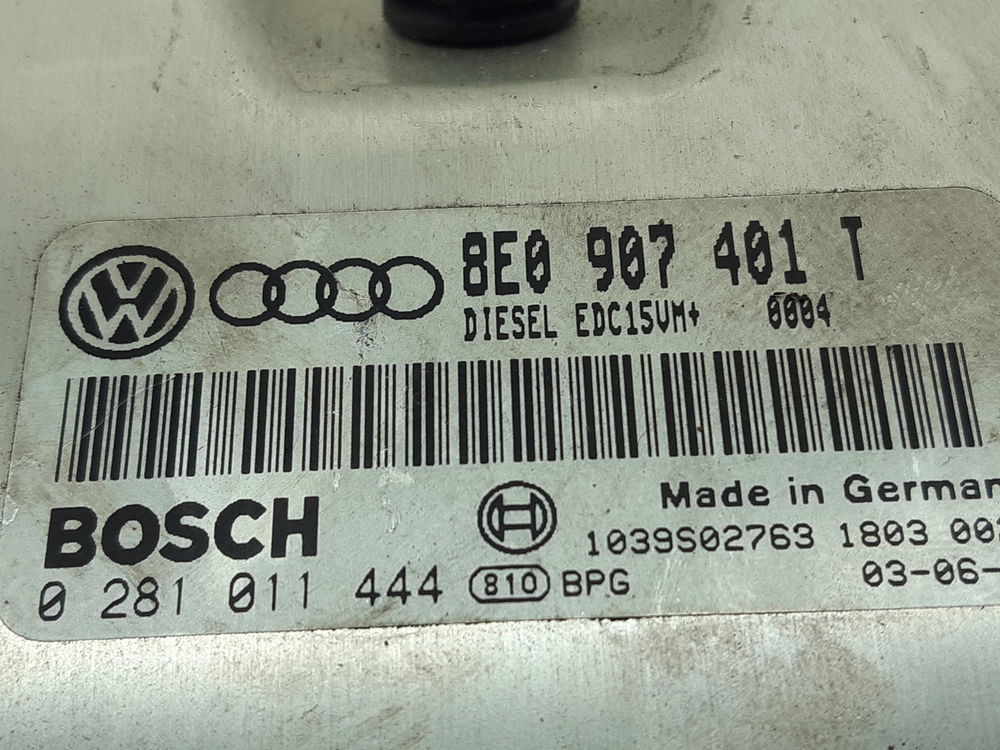 8E0 907 401 T
DIESEL EDC15VM+ 0004
BOSCH
Made in German
1039S02763 1803 00
0 281 011 444 810 BPG
03-06-